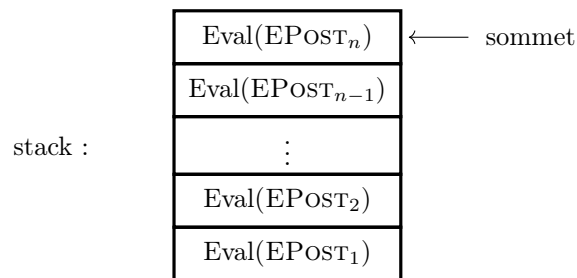 Eval(EPOST_n) ← sommet
Eval(EPOST_{n−1})
stack : ⋮
Eval(EPOST_2)
Eval(EPOST_1)